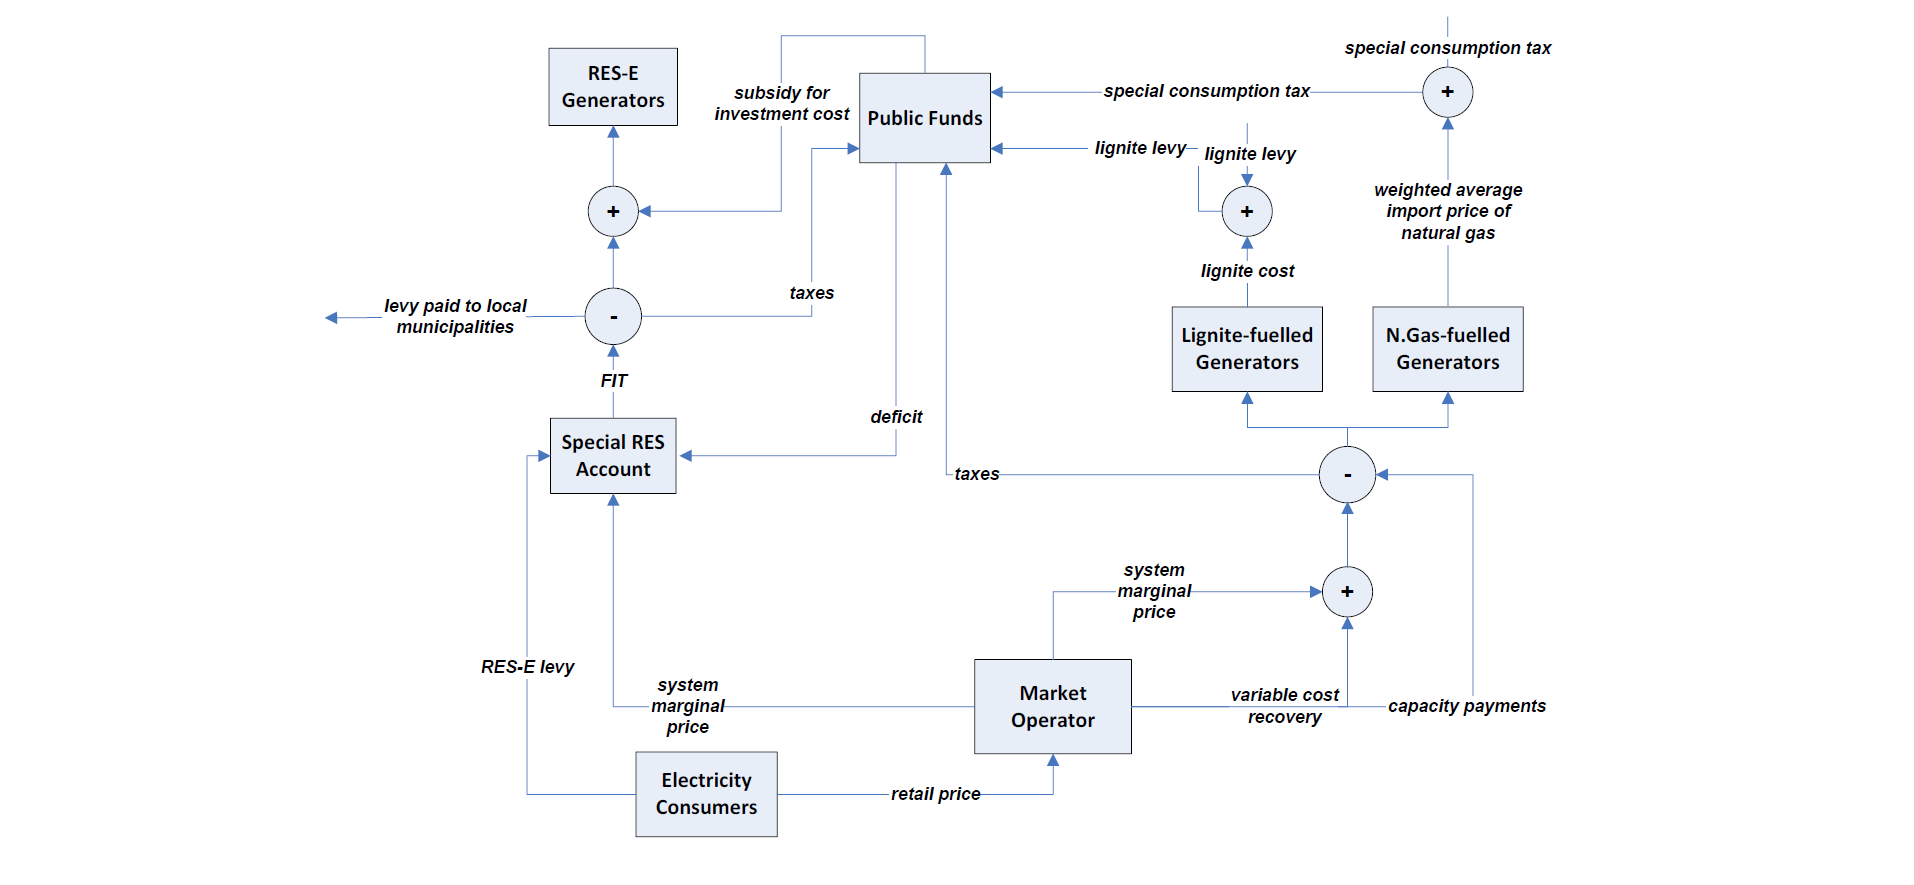 special consumption tax
RES-E
Generators
subsidy for
investment cost
Public Funds
special consumption tax
+
lignite levy
lignite levy
weighted average
import price of
natural gas
+
+
lignite cost
taxes
levy paid to local
municipalities
-
Lignite-fuelled
Generators
N.Gas-fuelled
Generators
FIT
deficit
Special RES
Account
taxes
-
system
marginal
price
+
RES-E levy
system
marginal
price
Market
Operator
variable cost
recovery
capacity payments
Electricity
Consumers
retail price